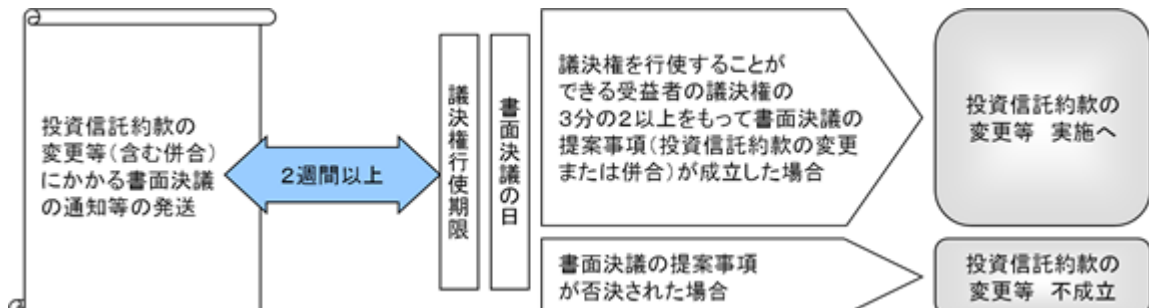 投資信託約款の
変更等（含む併合）
にかかる書面決議
の通知等の発送
２週間以上
議決権行使期限
書面決議の日
議決権を行使することが
できる受益者の議決権の
３分の２以上をもって書面決議の
提案事項（投資信託約款の変更
または併合）が成立した場合
投資信託約款の
変更等　実施へ
書面決議の提案事項
が否決された場合
投資信託約款の
変更等　不成立